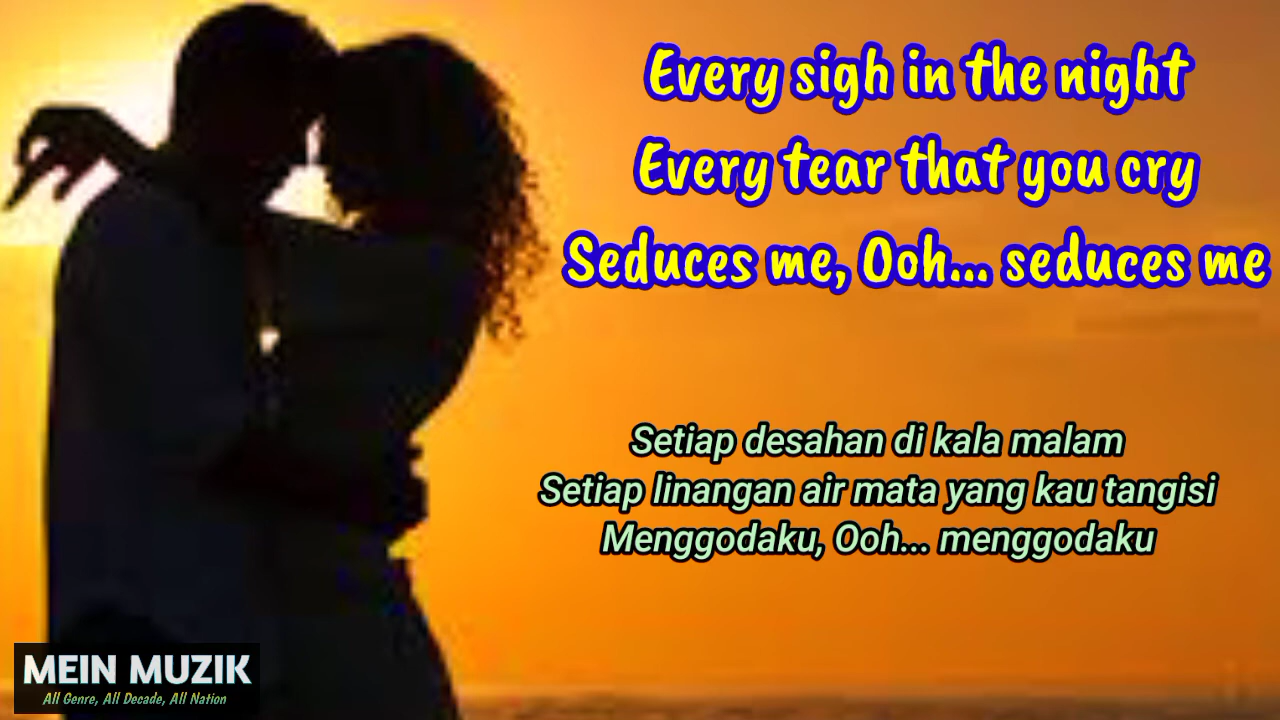 Every sigh in the night
Every tear that you cry
Seduces me, Ooh... seduces me
Setiap desahan di kala malam
Setiap linangan air mata yang kau tangisi
Menggodaku, Ooh... menggodaku
MEIN MUZIK
All Genre, All Decade, All Nation